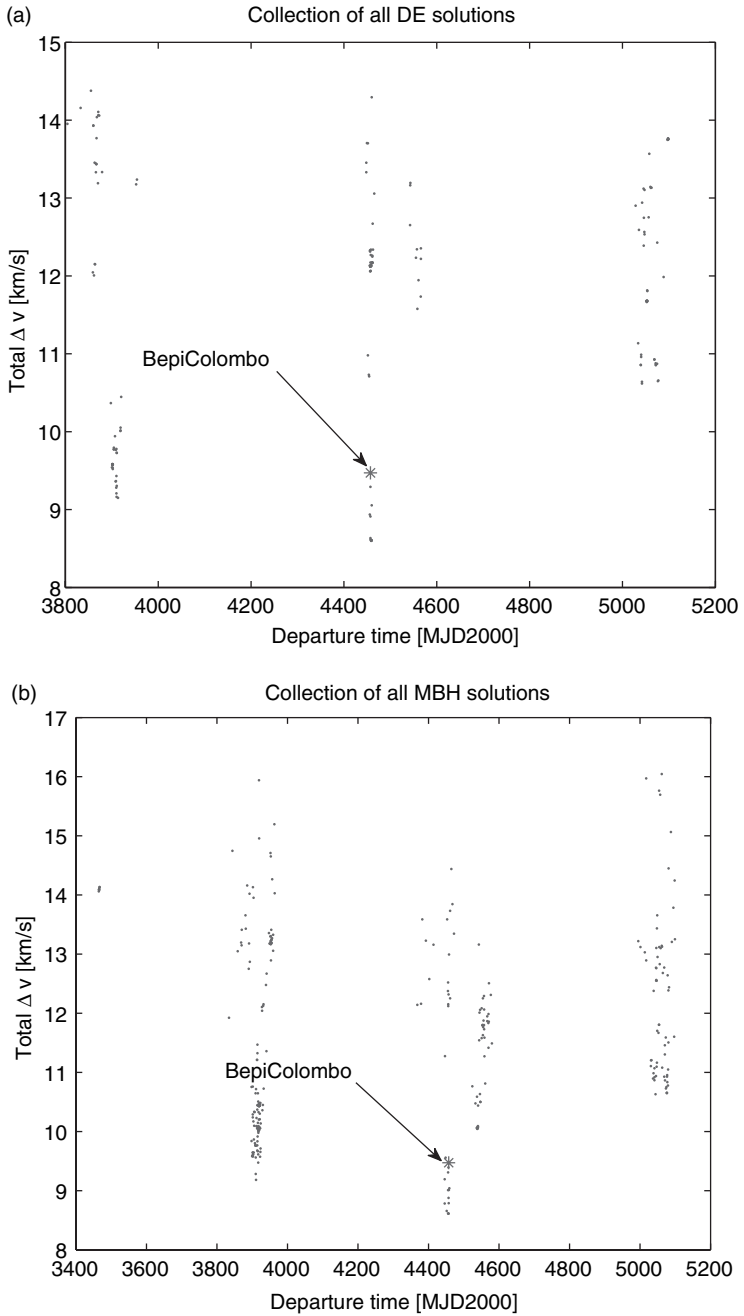 (a)
Collection of all DE solutions
15
14
13
12
11
10
9
8
Total Δ v [km/s]
BepiColombo
3800 4000 4200 4400 4600 4800 5000 5200
Departure time [MJD2000]
(b)
Collection of all MBH solutions
17
16
15
14
13
12
11
10
9
8
Total Δ v [km/s]
BepiColombo
3400 3600 3800 4000 4200 4400 4600 4800 5000 5200
Departure time [MJD2000]